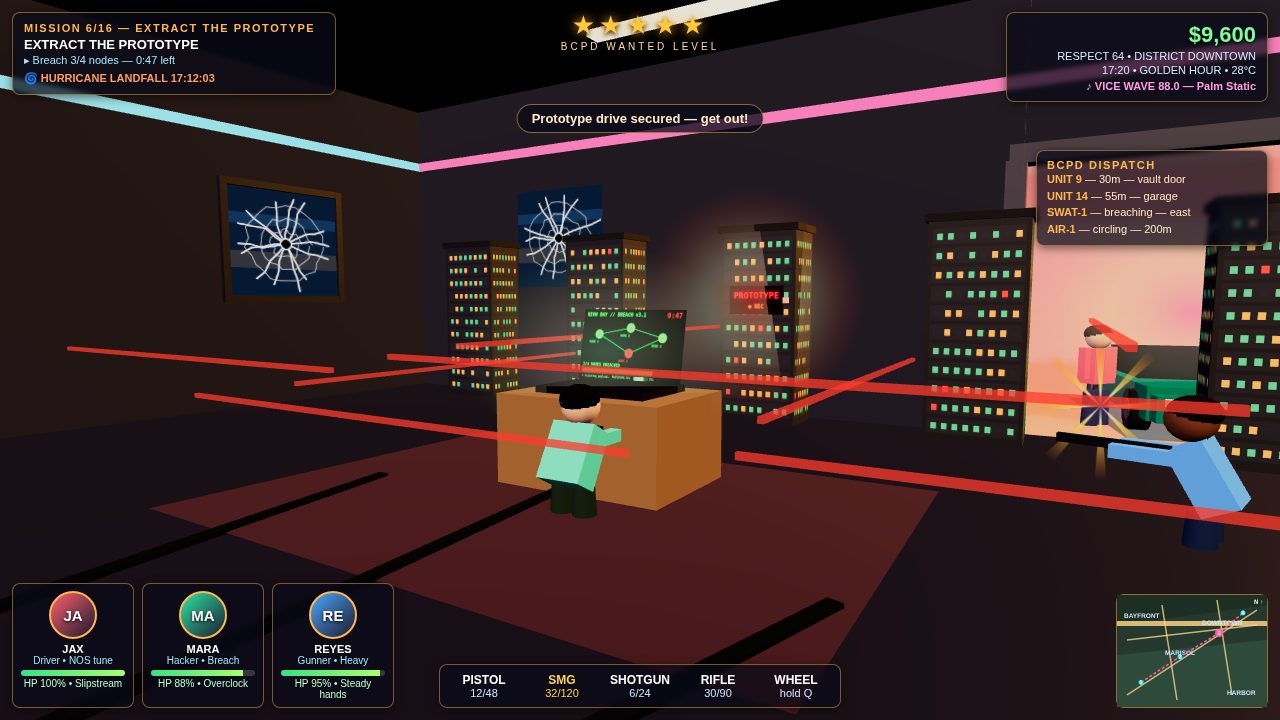 MISSION 6/16 — EXTRACT THE PROTOTYPE
EXTRACT THE PROTOTYPE
▸ Breach 3/4 nodes — 0:47 left
🌀 HURRICANE LANDFALL 17:12:03
★★★★★
BCPD WANTED LEVEL
$9,600
RESPECT 64 • DISTRICT DOWNTOWN
17:20 • GOLDEN HOUR • 28°C
♪ VICE WAVE 88.0 — Palm Static
Prototype drive secured — get out!
BCPD DISPATCH
UNIT 9 — 30m — vault door
UNIT 14 — 55m — garage
SWAT-1 — breaching — east
AIR-1 — circling — 200m
PROTOTYPE
● REC
0:47
3/4 NODES BREACHED
JA
JAX
Driver • NOS tune
HP 100% • Slipstream
MA
MARA
Hacker • Breach
HP 88% • Overclock
RE
REYES
Gunner • Heavy
HP 95% • Steady
hands
PISTOL
12/48
SMG
32/120
SHOTGUN
6/24
RIFLE
30/90
WHEEL
hold Q
N ↑
BAYFRONT
DOWNTOWN
MARISOL
HARBOR